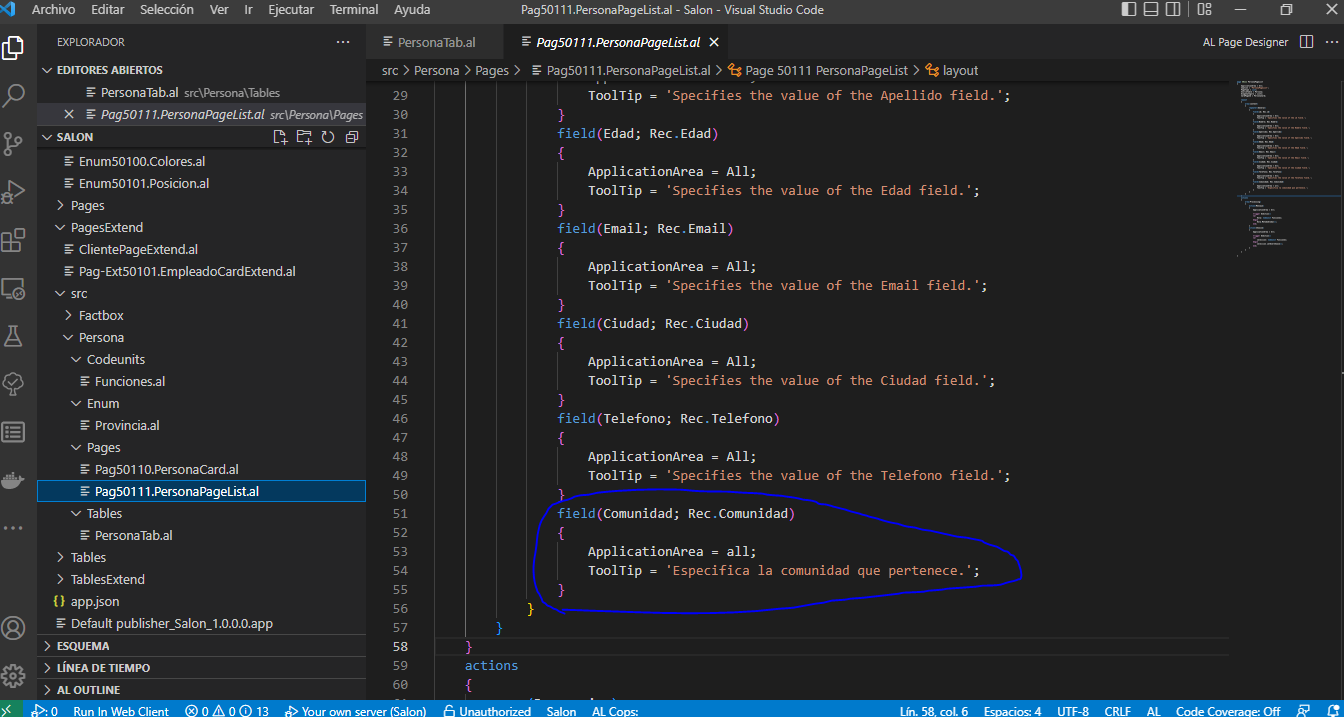 Archivo Editar Selección Ver Ir Ejecutar Terminal Ayuda Pag50111.PersonaPageList.al - Salon - Visual Studio Code
EXPLORADOR
EDITORES ABIERTOS
PersonaTab.al src\Persona\Tables
Pag50111.PersonaPageList.al src\Persona\Pages
SALON
Enum50100.Colores.al
Enum50101.Posicion.al
Pages
PagesExtend
ClientePageExtend.al
Pag-Ext50101.EmpleadoCardExtend.al
src
Factbox
Persona
Codeunits
Funciones.al
Enum
Provincia.al
Pages
Pag50110.PersonaCard.al
Pag50111.PersonaPageList.al
Tables
PersonaTab.al
Tables
TablesExtend
{} app.json
Default publisher_Salon_1.0.0.0.app
ESQUEMA
LÍNEA DE TIEMPO
AL OUTLINE
PersonaTab.al Pag50111.PersonaPageList.al AL Page Designer
src > Persona > Pages > Pag50111.PersonaPageList.al > Page 50111 PersonaPageList > layout
29 ToolTip = 'Specifies the value of the Apellido field.';
30 }
31 field(Edad; Rec.Edad)
32 {
33 ApplicationArea = All;
34 ToolTip = 'Specifies the value of the Edad field.';
35 }
36 field(Email; Rec.Email)
37 {
38 ApplicationArea = All;
39 ToolTip = 'Specifies the value of the Email field.';
40 }
41 field(Ciudad; Rec.Ciudad)
42 {
43 ApplicationArea = All;
44 ToolTip = 'Specifies the value of the Ciudad field.';
45 }
46 field(Telefono; Rec.Telefono)
47 {
48 ApplicationArea = All;
49 ToolTip = 'Specifies the value of the Telefono field.';
50 }
51 field(Comunidad; Rec.Comunidad)
52 {
53 ApplicationArea = all;
54 ToolTip = 'Especifica la comunidad que pertenece.';
55 }
56 }
57 }
58 }
59 actions
60 {
0 Run In Web Client 0 0 13 Your own server (Salon) Unauthorized Salon AL Cops: Lín. 58, col. 6 Espacios: 4 UTF-8 CRLF AL Code Coverage: Off